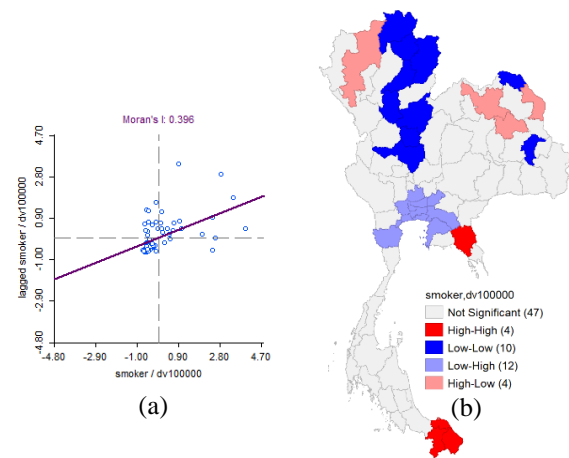 Moran's I: 0.396
lagged smoker / dv100000
4.70
2.80
0.90
-1.00
-2.90
-4.80
-4.80
-2.90
-1.00
0.90
2.80
4.70
smoker / dv100000
(a)
smoker,dv100000
Not Significant (47)
High-High (4)
Low-Low (10)
Low-High (12)
High-Low (4)
(b)